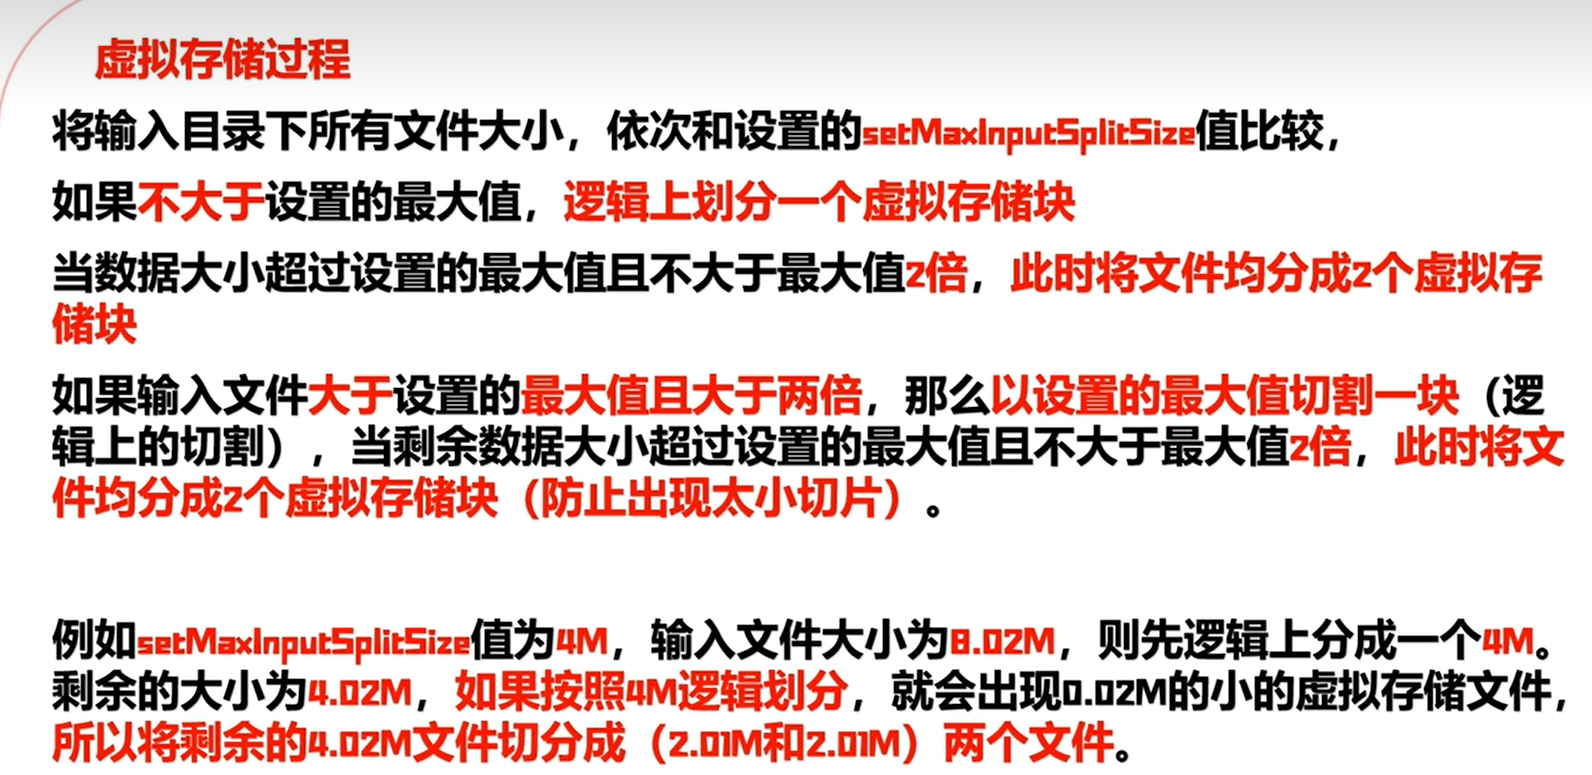 虚拟存储过程
将输入目录下所有文件大小，依次和设置的setMaxInputSplitSize值比较，
如果不大于设置的最大值，逻辑上划分一个虚拟存储块
当数据大小超过设置的最大值且不大于最大值2倍，此时将文件均分成2个虚拟存
储块
如果输入文件大于设置的最大值且大于两倍，那么以设置的最大值切割一块（逻
辑上的切割），当剩余数据大小超过设置的最大值且不大于最大值2倍，此时将文
件均分成2个虚拟存储块（防止出现太小切片）。
例如setMaxInputSplitSize值为4M，输入文件大小为8.02M，则先逻辑上分成一个4M。
剩余的大小为4.02M，如果按照4M逻辑划分，就会出现0.02M的小的虚拟存储文件，
所以将剩余的4.02M文件切分成（2.01M和2.01M）两个文件。